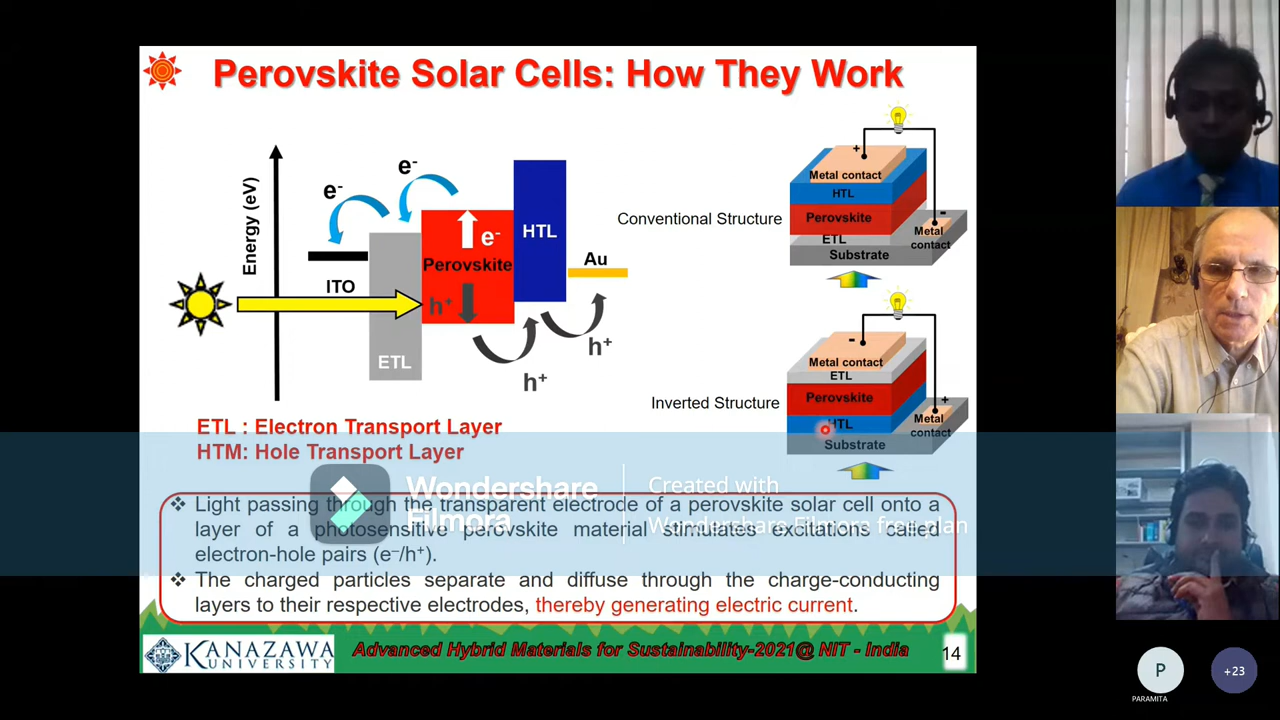 Perovskite Solar Cells: How They Work
Energy (eV)
e-
e-
e-
HTL
Perovskite
Au
ITO
h+
ETL
h+
h+
Conventional Structure
+
Metal contact
HTL
Perovskite
ETL
Substrate
-
Metal
contact
Inverted Structure
-
Metal contact
ETL
Perovskite
HTL
Substrate
+
Metal
contact
ETL : Electron Transport Layer
HTM: Hole Transport Layer
Wondershare
Filmora
Created with
Wondershare Filmora free plan
❖ Light passing through the transparent electrode of a perovskite solar cell onto a
layer of a photosensitive perovskite material stimulates excitations called
electron-hole pairs (e–/h+).
❖ The charged particles separate and diffuse through the charge-conducting
layers to their respective electrodes, thereby generating electric current.
KANAZAWA
UNIVERSITY
Advanced Hybrid Materials for Sustainability-2021@ NIT - India
14
P
PARAMITA
+23